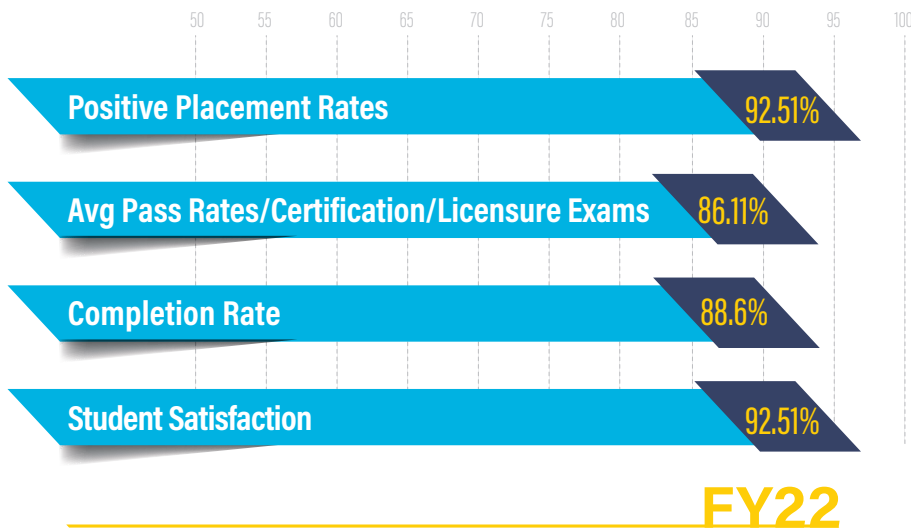 50 55 60 65 70 75 80 85 90 95 100
Positive Placement Rates 92.51%
Avg Pass Rates/Certification/Licensure Exams 86.11%
Completion Rate 88.6%
Student Satisfaction 92.51%
FY22